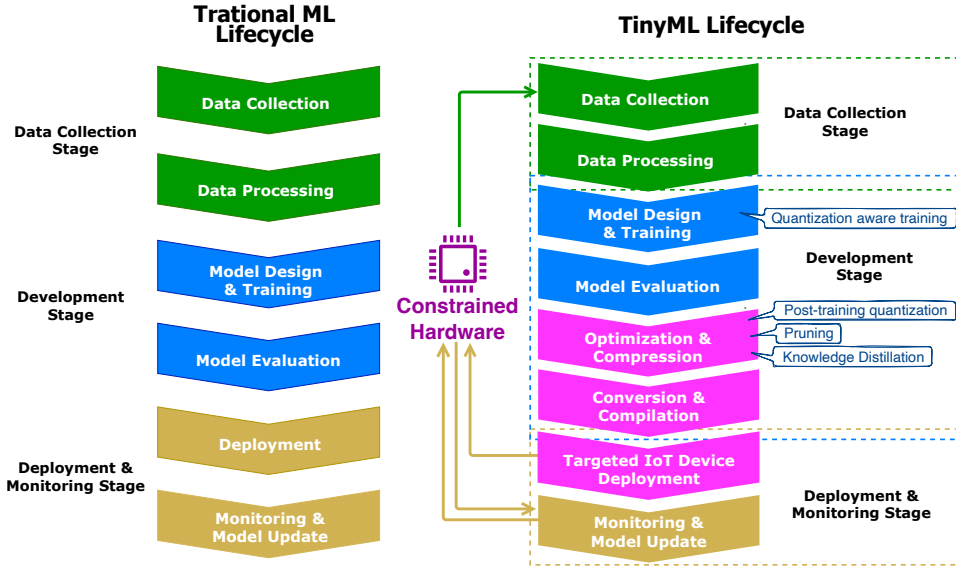 Trational ML
Lifecycle
Data Collection
Data Processing
Model Design
& Training
Model Evaluation
Deployment
Monitoring &
Model Update
Data Collection
Stage
Development
Stage
Deployment &
Monitoring Stage
Constrained
Hardware
TinyML Lifecycle
Data Collection
Data Processing
Model Design
& Training
Model Evaluation
Optimization &
Compression
Conversion &
Compilation
Targeted IoT Device
Deployment
Monitoring &
Model Update
Data Collection
Stage
Quantization aware training
Development
Stage
Post-training quantization
Pruning
Knowledge Distillation
Deployment &
Monitoring Stage